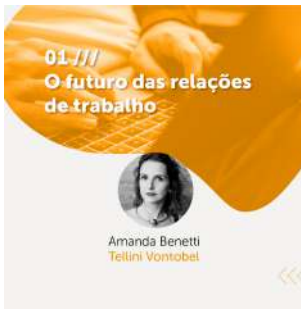 01 ///
O futuro das relações
de trabalho
Amanda Benetti
Tellini Vontobel